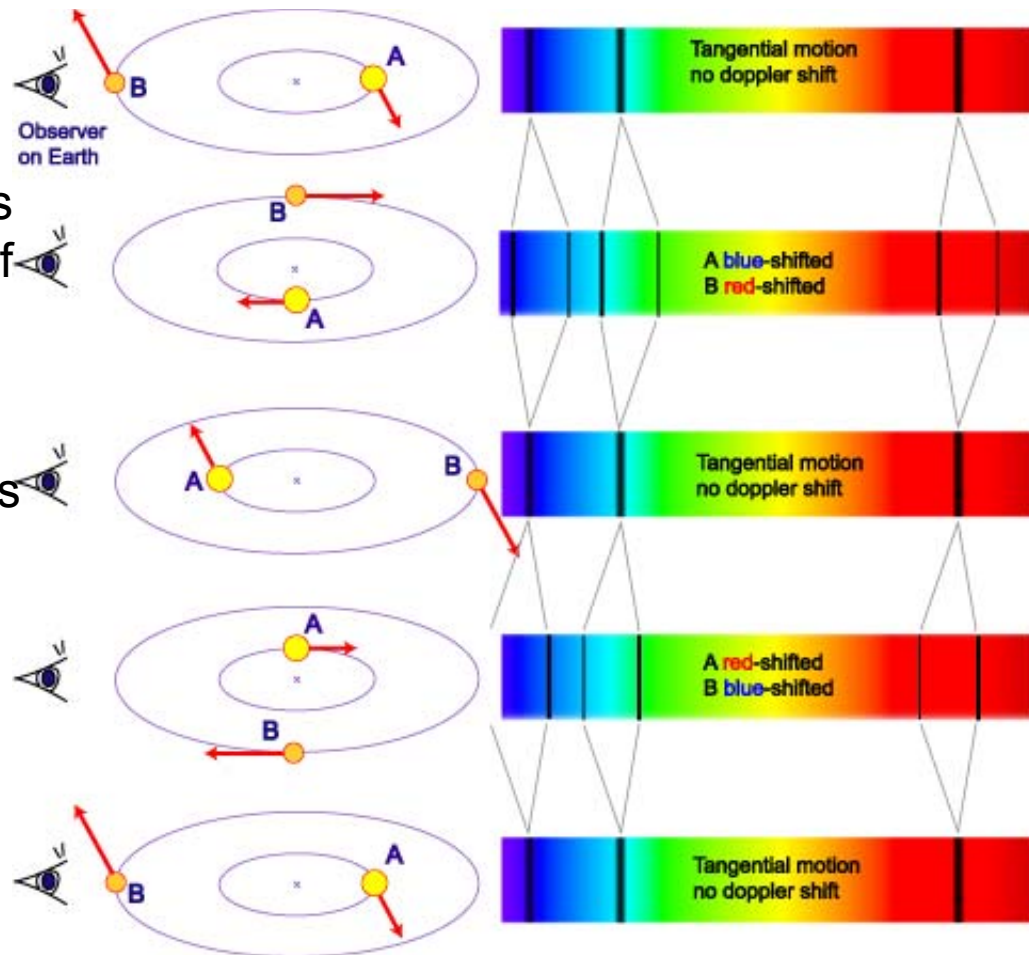 A
B
Tangential motion
no doppler shift
Observer
on Earth
s
f
B
A
A blue-shifted
B red-shifted
s
A
B
Tangential motion
no doppler shift
A
B
A red-shifted
B blue-shifted
A
B
Tangential motion
no doppler shift